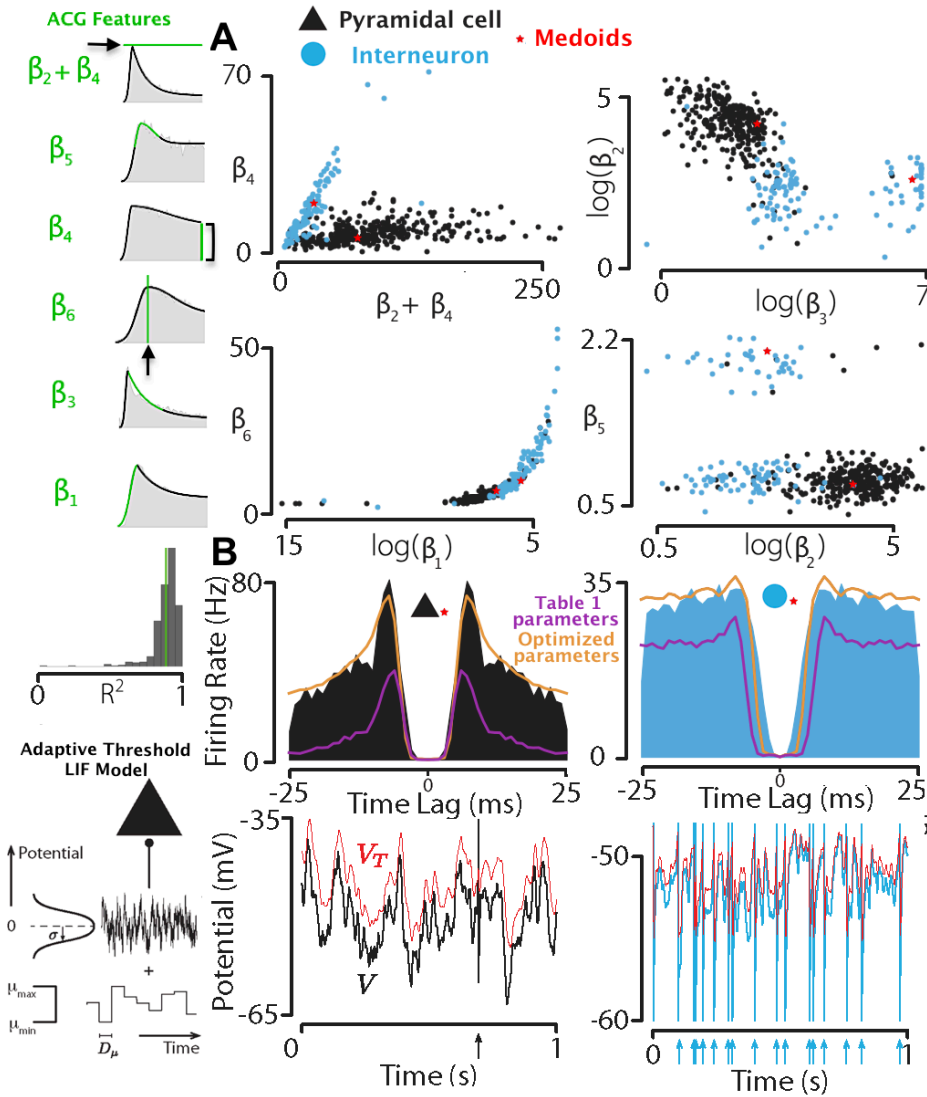 ACG Features
β2 + β4
β5
β4
β6
β3
β1
0
1
R2
Adaptive Threshold
LIF Model
Potential
0
σ
+
μmax
μmin
Dμ
Time
A
Pyramidal cell
Interneuron
Medoids
70
β4
0
0
250
β2 + β4
5
log(β2)
0
0
7
log(β3)
50
β6
0
15
5
log(β1)
2.2
β5
0.5
0.5
5
log(β2)
B
80
Firing Rate (Hz)
0
-25
0
25
Time Lag (ms)
Table 1
parameters
Optimized
parameters
35
0
-25
0
25
Time Lag (ms)
-35
Potential (mV)
-65
VT
V
0
1
Time (s)
-50
-60
0
1
Time (s)